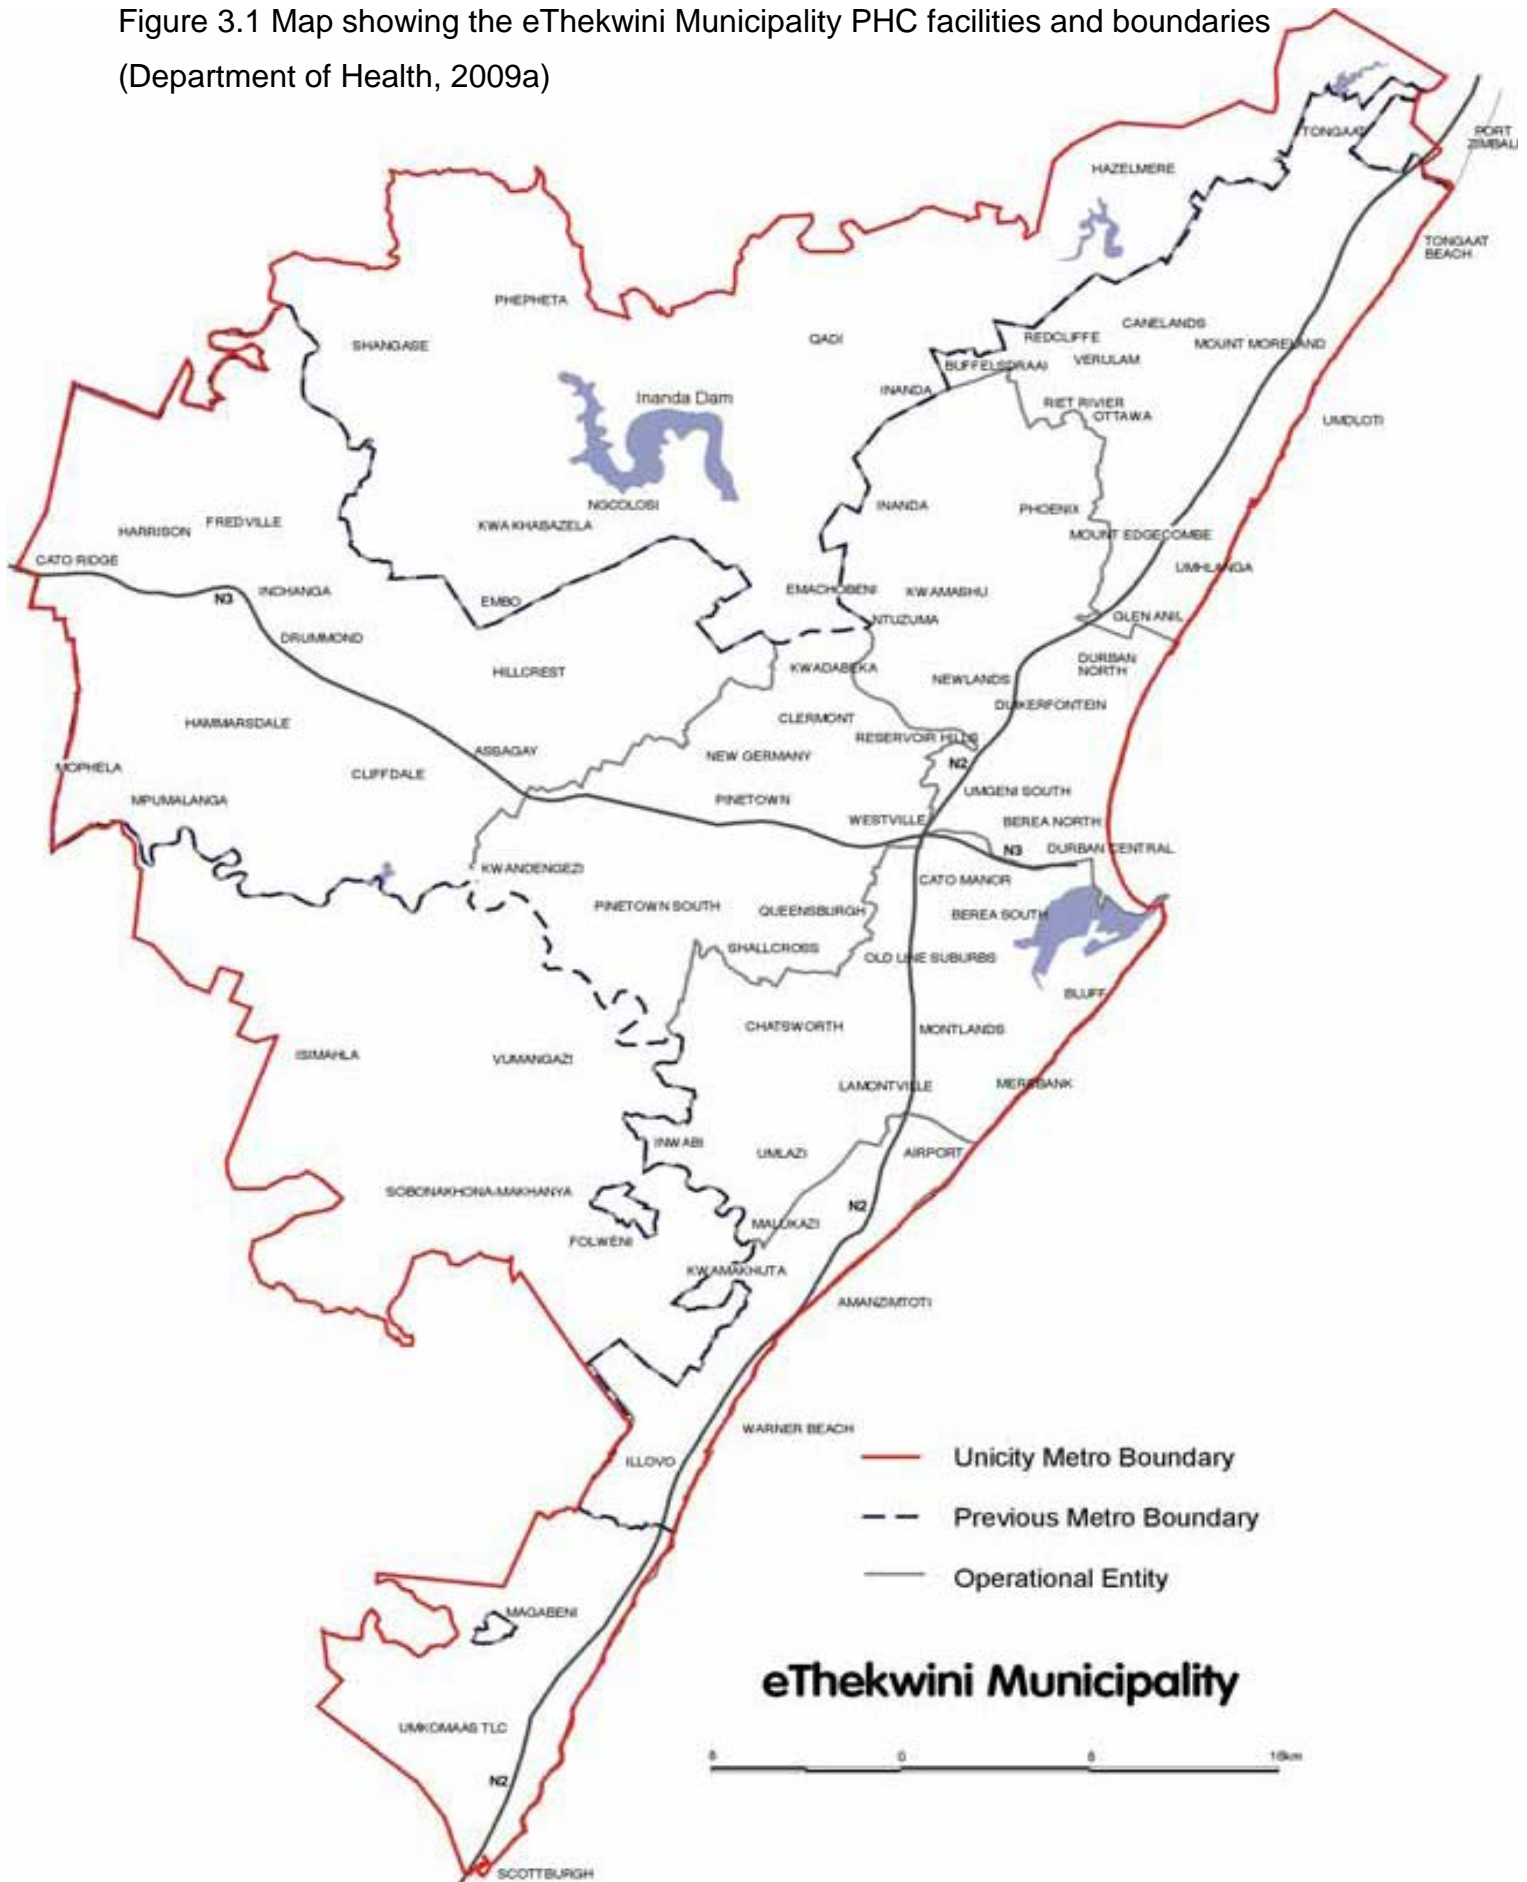 Figure 3.1 Map showing the eThekwini Municipality PHC facilities and boundaries
(Department of Health, 2009a)
TONGAAT
PORT
ZIMBALI
HAZELMERE
TONGAAT
BEACH
PHEPHETA
SHANGASE
QADI
CANELANDS
REDCLIFFE
MOUNT MORELAND
VERULAM
BUFFELSDRAAI
INANDA
Inanda Dam
RIET RIVIER
OTTAWA
UMDLOTI
NGCOLOSI
INANDA
PHOENIX
FREDVILLE
KWA KHABAZELA
HARRISON
MOUNT EDGECOMBE
CATO RIDGE
UMHLANGA
INCHANGA
N3
EMACHOBENI
KWAMASHU
EMBO
NTUZUMA
GLEN ANIL
DRUMMOND
DURBAN
NORTH
HILLCREST
KWADABEKA
NEWLANDS
DUIKERFONTEIN
HAMMARSDALE
CLERMONT
RESERVOIR HILLS
ASSAGAY
NEW GERMANY
N2
MOPHELA
CLIFFDALE
UMGENI SOUTH
MPUMALANGA
PINETOWN
WESTVILLE
BEREA NORTH
N3
DURBAN CENTRAL
KWANDENGEZI
CATO MANOR
PINETOWN SOUTH
QUEENSBURGH
BEREA SOUTH
SHALLCROSS
OLD LINE SUBURBS
BLUFF
CHATSWORTH
MONTLANDS
ISIMAHLA
VUMANGAZI
LAMONTVILLE
MEREBANK
INWABI
UMLAZI
AIRPORT
SOBONAKHONA-MAKHANYA
N2
MALUKAZI
FOLWENI
KWAMAKHUTA
AMANZIMTOTI
WARNER BEACH
ILLOVO
Unicity Metro Boundary
Previous Metro Boundary
Operational Entity
MAGABENI
eThekwini Municipality
UMKOMAAS TLC
N2
8 0 8 16km
SCOTTBURGH